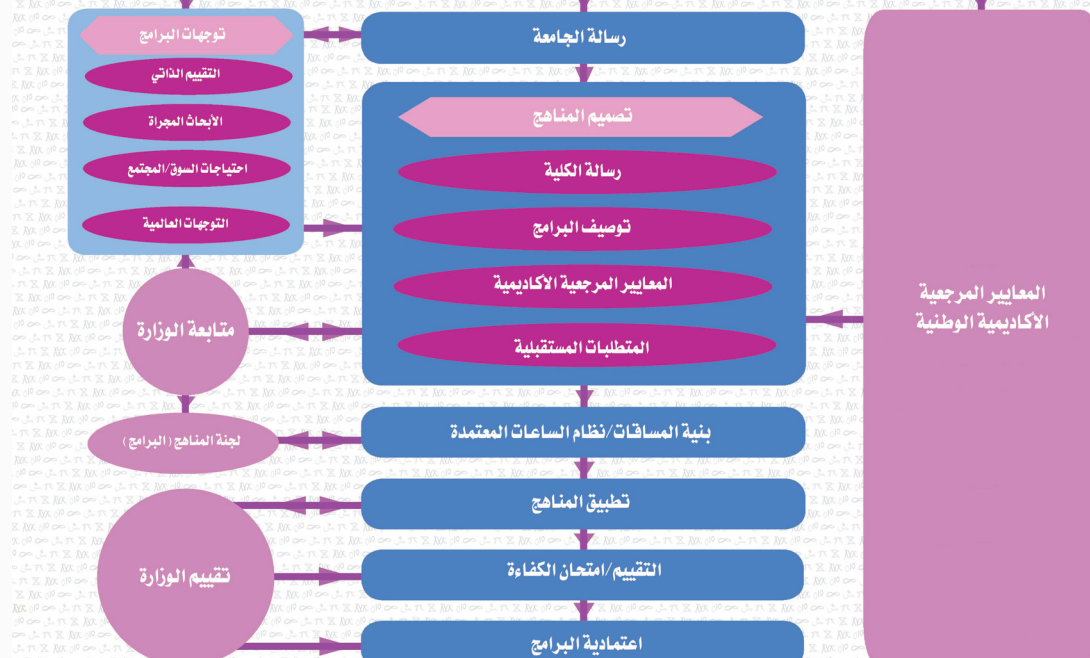 رسالة الجامعة
توجهات البرامج
التقييم الذاتي
الأبحاث المجراة
احتياجات السوق/المجتمع
التوجهات العالمية
تصميم المناهج
رسالة الكلية
توصيف البرامج
المعايير المرجعية الأكاديمية
المتطلبات المستقبلية
المعايير المرجعية
الأكاديمية الوطنية
متابعة الوزارة
بنية المساقات/نظام الساعات المعتمدة
لجنة المناهج (البرامج)
تطبيق المناهج
التقييم/امتحان الكفاءة
تقييم الوزارة
اعتمادية البرامج